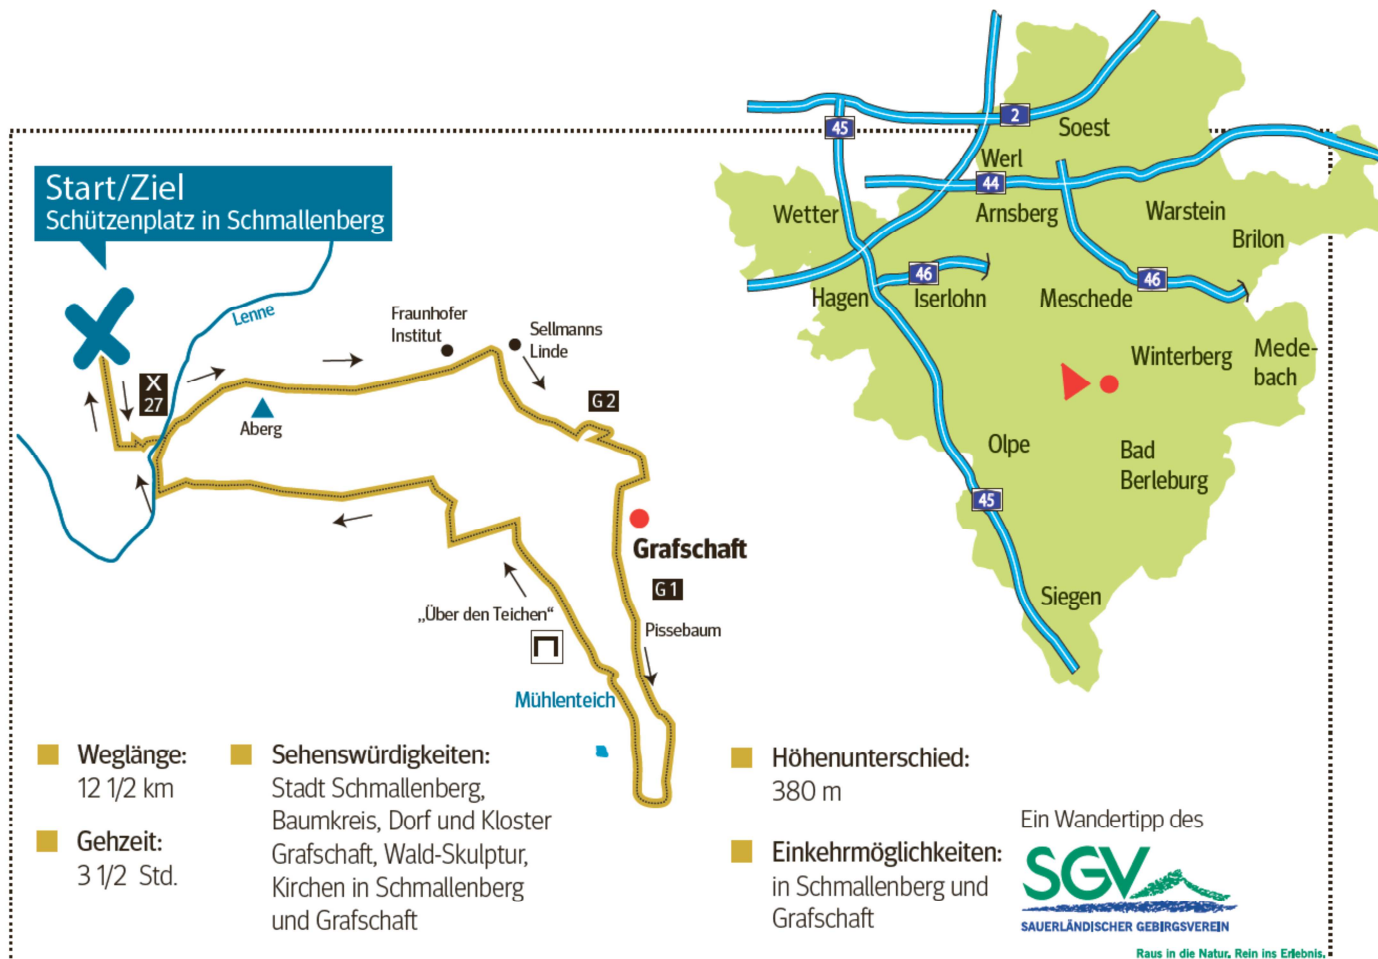 Start/Ziel
Schützenplatz in Schmallenberg
Lenne
X
27
Aberg
Fraunhofer
Institut
Sellmanns
Linde
G 2
Grafschaft
G 1
Pissebaum
„Über den Teichen“
Mühlenteich
2
45
Soest
Werl
44
Wetter
Arnsberg
Warstein
Brilon
46
46
Hagen
Iserlohn
Meschede
Winterberg
Mede-
bach
Olpe
Bad
Berleburg
45
Siegen
Weglänge:
12 1/2 km
Gehzeit:
3 1/2 Std.
Sehenswürdigkeiten:
Stadt Schmallenberg,
Baumkreis, Dorf und Kloster
Grafschaft, Wald-Skulptur,
Kirchen in Schmallenberg
und Grafschaft
Höhenunterschied:
380 m
Einkehrmöglichkeiten:
in Schmallenberg und
Grafschaft
Ein Wandertipp des
SGV
SAUERLÄNDISCHER GEBIRGSVEREIN
Raus in die Natur. Rein ins Erlebnis.